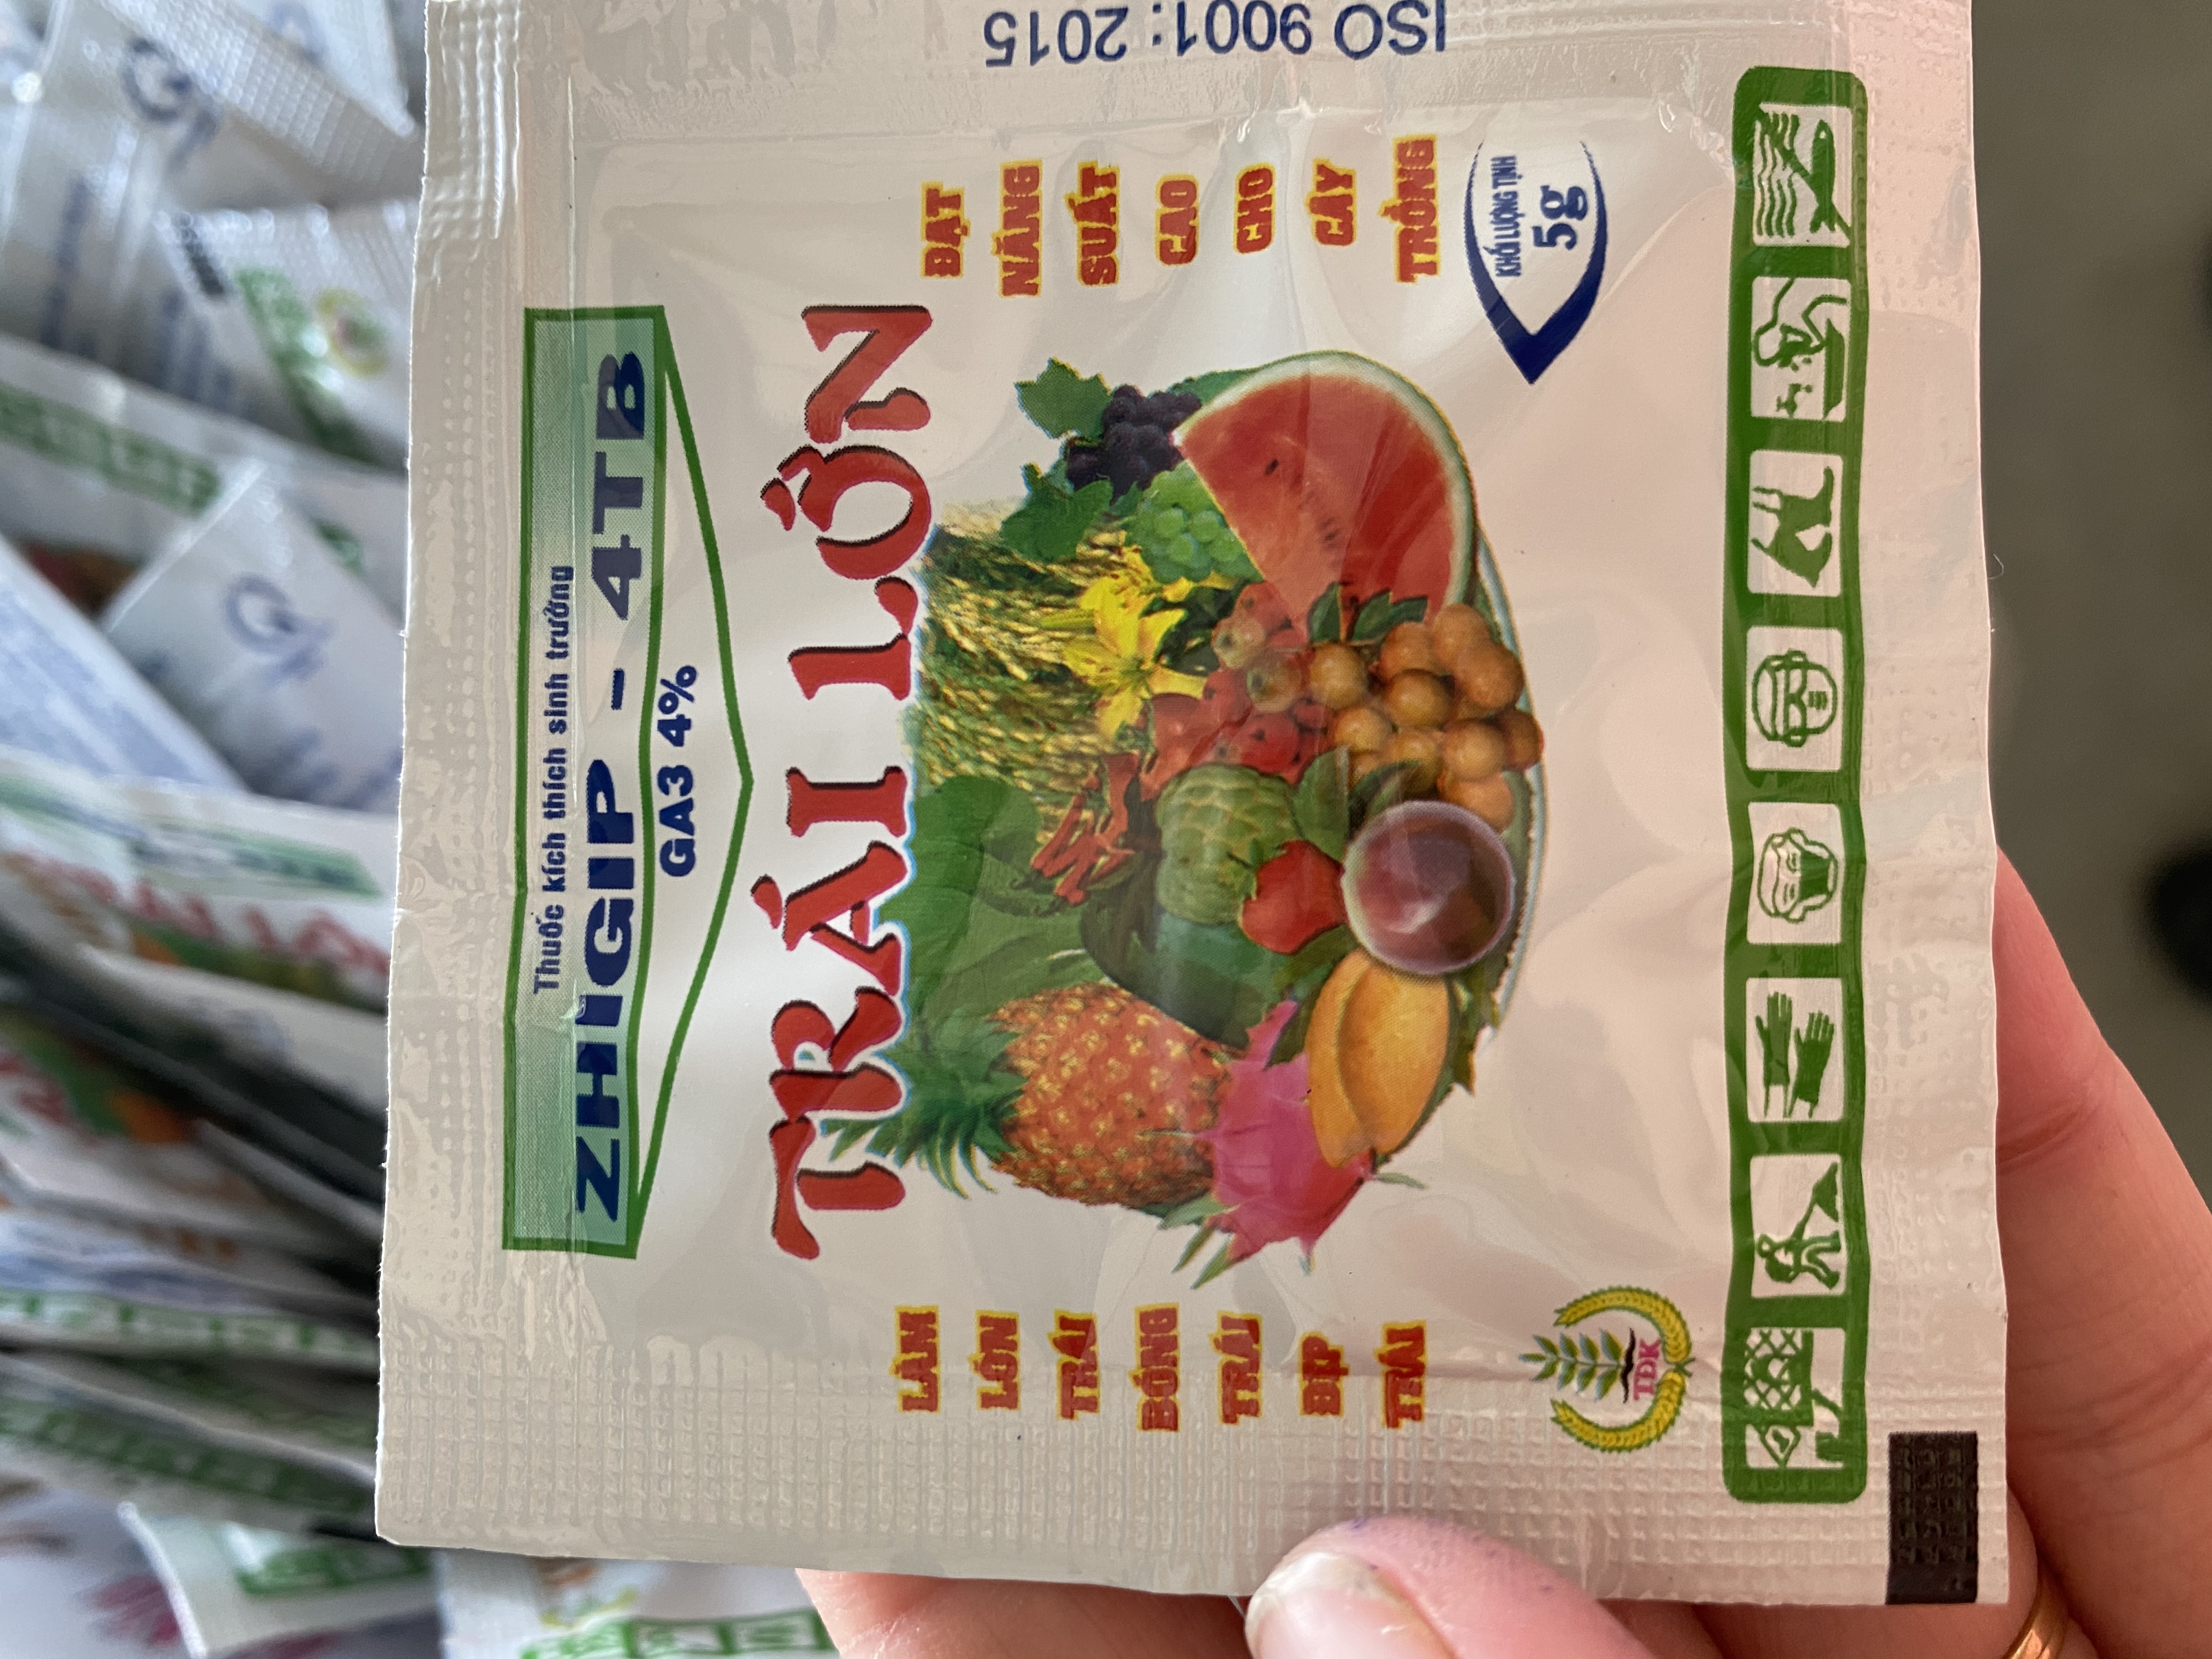 ISO 9001: 2015
Thuốc kích thích sinh trưởng
ZHIGIP - 4TB
GA3 4%
TRÁI LỚN
LÀM
LỚN
TRÁI
BÓNG
TRÁI
ĐẸP
TRÁI
ĐẠT
NĂNG
SUẤT
CAO
CHO
CÂY
TRỒNG
KHỐI LƯỢNG TỊNH
5g
TĐK